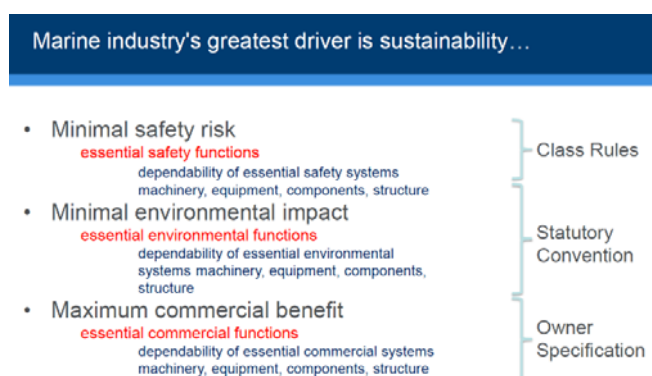 Marine industry's greatest driver is sustainability…
• Minimal safety risk
essential safety functions
dependability of essential safety systems
machinery, equipment, components, structure
Class Rules
• Minimal environmental impact
essential environmental functions
dependability of essential environmental
systems machinery, equipment, components,
structure
Statutory
Convention
• Maximum commercial benefit
essential commercial functions
dependability of essential commercial systems
machinery, equipment, components, structure
Owner
Specification